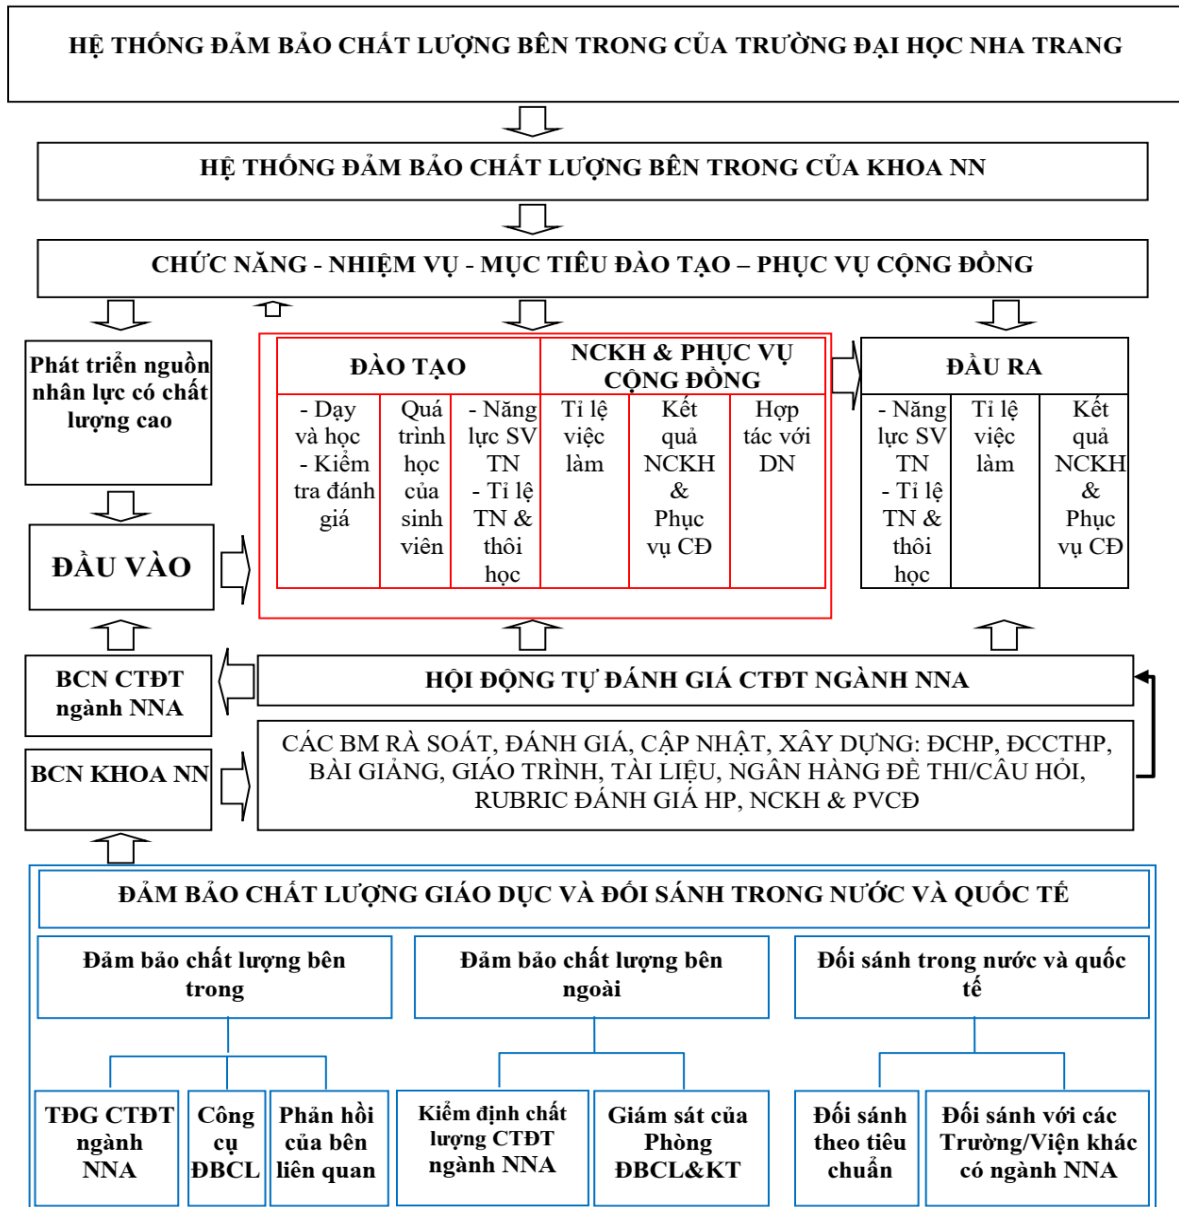 HỆ THỐNG ĐẢM BẢO CHẤT LƯỢNG BÊN TRONG CỦA TRƯỜNG ĐẠI HỌC NHA TRANG
HỆ THỐNG ĐẢM BẢO CHẤT LƯỢNG BÊN TRONG CỦA KHOA NN
CHỨC NĂNG - NHIỆM VỤ - MỤC TIÊU ĐÀO TẠO – PHỤC VỤ CỘNG ĐỒNG
Phát triển nguồn
nhân lực có chất
lượng cao
ĐẦU VÀO
ĐÀO TẠO
- Dạy
và học
- Kiểm
tra đánh
giá
Quá
trình
học
của
sinh
viên
- Năng
lực SV
TN
- Tỉ lệ
TN &
thôi
học
NCKH & PHỤC VỤ
CỘNG ĐỒNG
Tỉ lệ
việc
làm
Kết
quả
NCKH
&
Phục
vụ CĐ
Hợp
tác với
DN
ĐẦU RA
- Năng
lực SV
TN
- Tỉ lệ
TN &
thôi
học
Tỉ lệ
việc
làm
Kết
quả
NCKH
&
Phục
vụ CĐ
BCN CTĐT
ngành NNA
HỘI ĐỘNG TỰ ĐÁNH GIÁ CTĐT NGÀNH NNA
BCN KHOA NN
CÁC BM RÀ SOÁT, ĐÁNH GIÁ, CẬP NHẬT, XÂY DỰNG: ĐCHP, ĐCCTHP,
BÀI GIẢNG, GIÁO TRÌNH, TÀI LIỆU, NGÂN HÀNG ĐỀ THI/CÂU HỎI,
RUBRIC ĐÁNH GIÁ HP, NCKH & PVCĐ
ĐẢM BẢO CHẤT LƯỢNG GIÁO DỤC VÀ ĐỐI SÁNH TRONG NƯỚC VÀ QUỐC TẾ
Đảm bảo chất lượng bên
trong
Đảm bảo chất lượng bên
ngoài
Đối sánh trong nước và quốc
tế
TĐG CTĐT
ngành
NNA
Công
cụ
ĐBCL
Phản hồi
của bên
liên quan
Kiểm định chất
lượng CTĐT
ngành NNA
Giám sát của
Phòng
ĐBCL&KT
Đối sánh
theo tiêu
chuẩn
Đối sánh với các
Trường/Viện khác
có ngành NNA